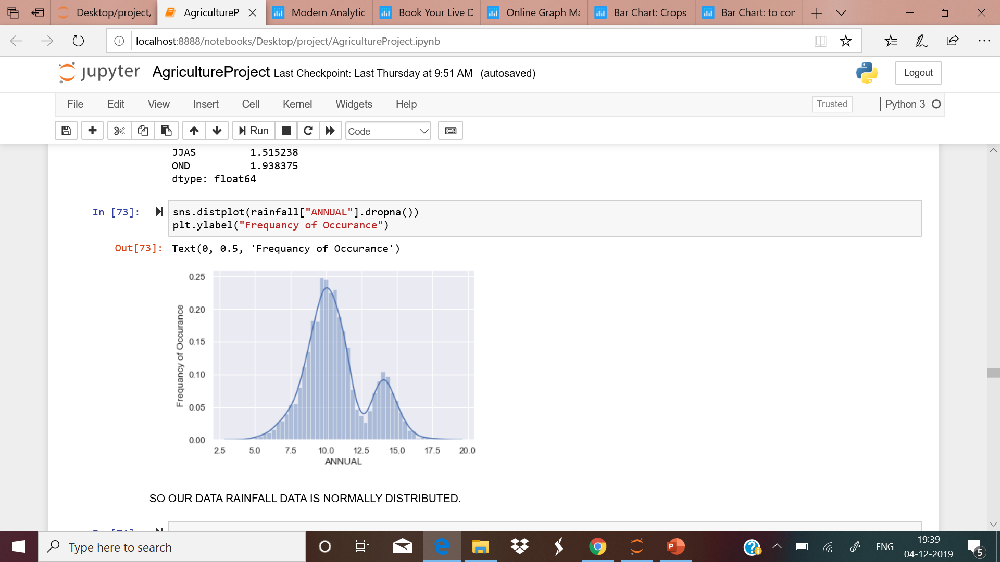 Desktop/project/
AgricultureP
Modern Analytic
Book Your Live D
Online Graph Ma
Bar Chart: Crops
Bar Chart: to con
localhost:8888/notebooks/Desktop/project/AgricultureProject.ipynb
jupyter AgricultureProject Last Checkpoint: Last Thursday at 9:51 AM (autosaved)
Logout
File Edit View Insert Cell Kernel Widgets Help
Trusted
Python 3
Run
Code
JJAS 1.515238
OND 1.938375
dtype: float64
In [73]:
sns.distplot(rainfall["ANNUAL"].dropna())
plt.ylabel("Frequancy of Occurance")
Out[73]: Text(0, 0.5, 'Frequancy of Occurance')
0.25
0.20
0.15
0.10
0.05
0.00
Frequancy of Occurance
2.5 5.0 7.5 10.0 12.5 15.0 17.5 20.0
ANNUAL
SO OUR DATA RAINFALL DATA IS NORMALLY DISTRIBUTED.
Type here to search
P
ENG
19:39
04-12-2019
5